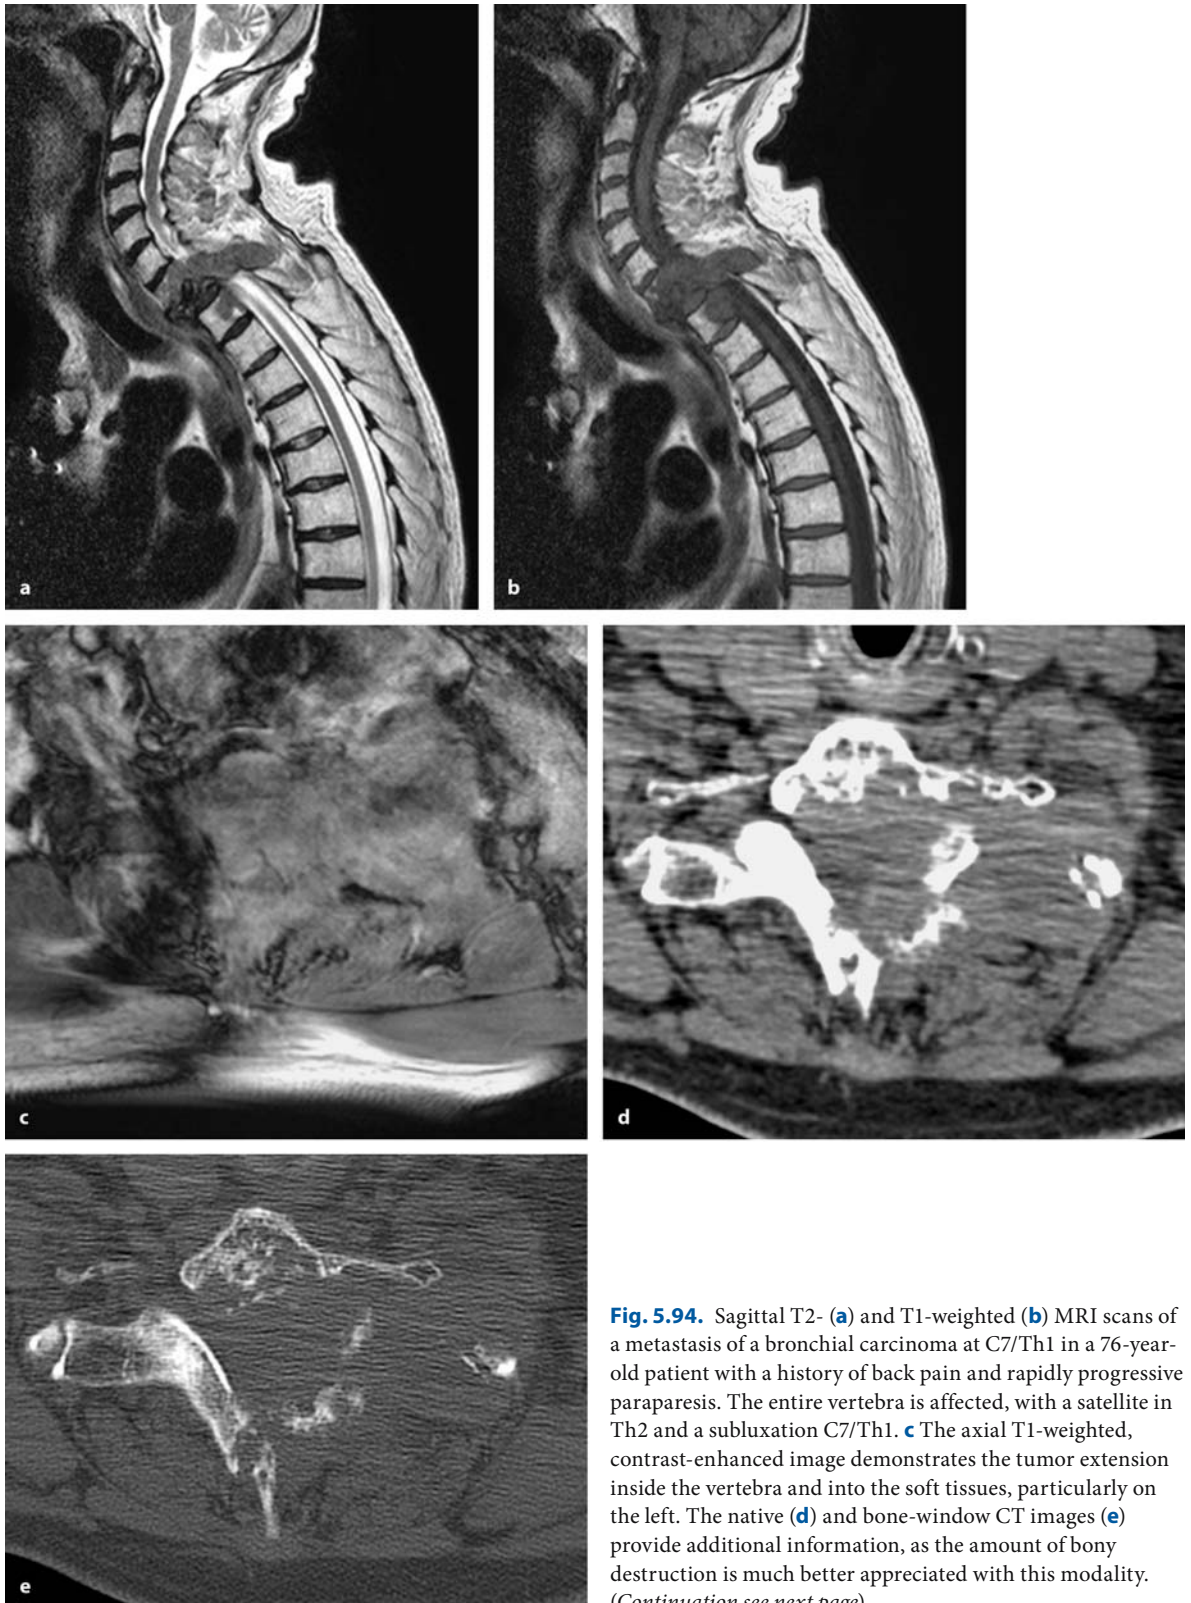 a
b
c
d
e
Fig. 5.94. Sagittal T2- (a) and T1-weighted (b) MRI scans of
a metastasis of a bronchial carcinoma at C7/Th1 in a 76-year-
old patient with a history of back pain and rapidly progressive
paraparesis. The entire vertebra is affected, with a satellite in
Th2 and a subluxation C7/Th1. c The axial T1-weighted,
contrast-enhanced image demonstrates the tumor extension
inside the vertebra and into the soft tissues, particularly on
the left. The native (d) and bone-window CT images (e)
provide additional information, as the amount of bony
destruction is much better appreciated with this modality.
(Continuation see next page)